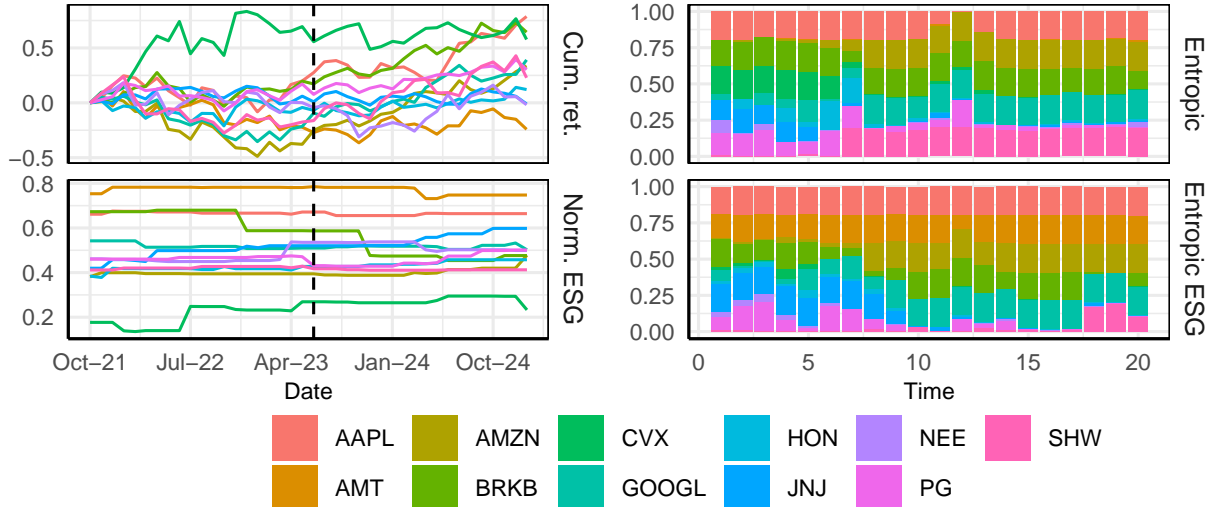 0.5
0.0
−0.5
Cum. ret.
0.8
0.6
0.4
0.2
Norm. ESG
Oct−21 Jul−22 Apr−23 Jan−24 Oct−24
Date
1.00
0.75
0.50
0.25
0.00
Entropic
1.00
0.75
0.50
0.25
0.00
Entropic ESG
0 5 10 15 20
Time
AAPL AMZN CVX HON NEE SHW
AMT BRKB GOOGL JNJ PG